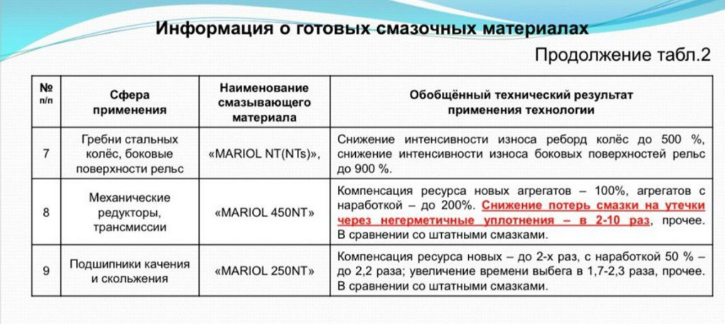 Информация о готовых смазочных материалах
Продолжение табл.2
№ п/п
Сфера применения
Наименование смазывающего материала
Обобщённый технический результат применения технологии
7
Гребни стальных
колёс, боковые
поверхности рельс
«MARIOL NT(NTs)»,
Снижение интенсивности износа реборд колёс до 500 %,
снижение интенсивности износа боковых поверхностей рельс
до 900 %.
8
Механические
редукторы,
трансмиссии
«MARIOL 450NT»
Компенсация ресурса новых агрегатов – 100%, агрегатов с
наработкой – до 200%. Снижение потерь смазки на утечки
через негерметичные уплотнения – в 2-10 раз, прочее.
В сравнении со штатными смазками.
9
Подшипники качения
и скольжения
«MARIOL 250NT»
Компенсация ресурса новых – до 2-х раз, с наработкой 50 % –
до 2,2 раза; увеличение времени выбега в 1,7-2,3 раза, прочее.
В сравнении со штатными смазками.